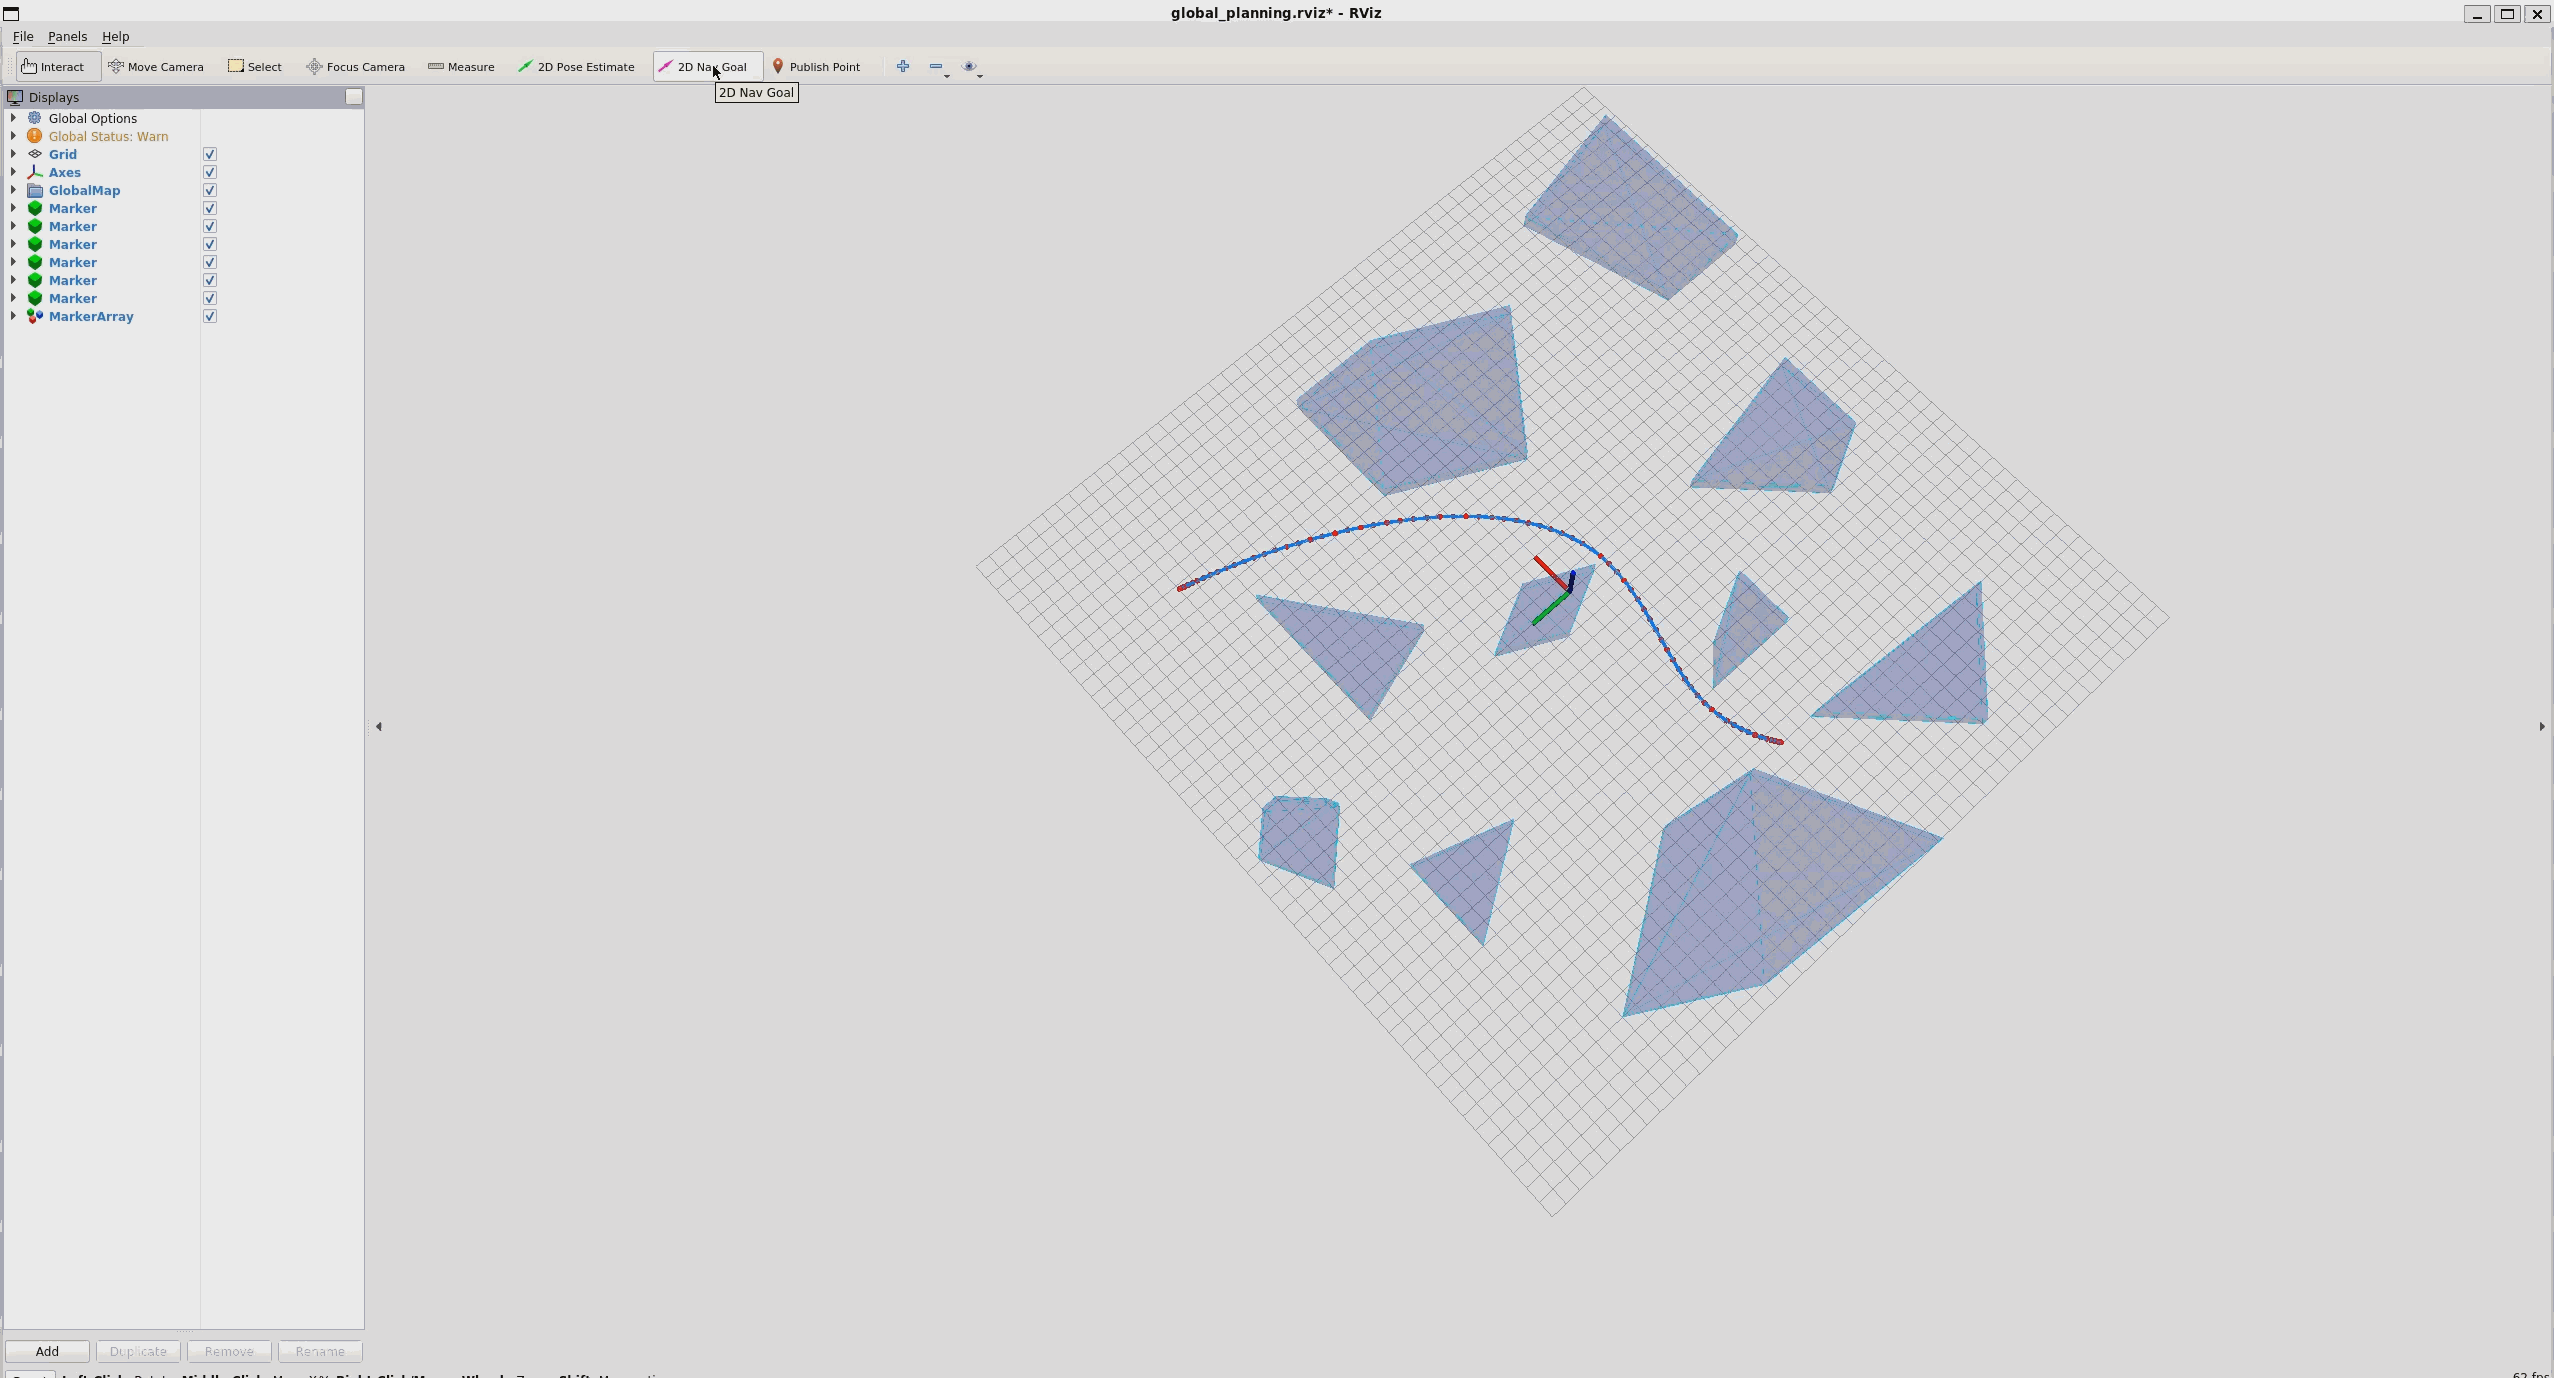 global_planning.rviz* - RViz
File Panels Help
Interact Move Camera Select Focus Camera Measure 2D Pose Estimate 2D Nav Goal Publish Point
2D Nav Goal
Displays
Global Options
Global Status: Warn
Grid
Axes
GlobalMap
Marker
Marker
Marker
Marker
Marker
Marker
MarkerArray
Add Duplicate Remove Rename